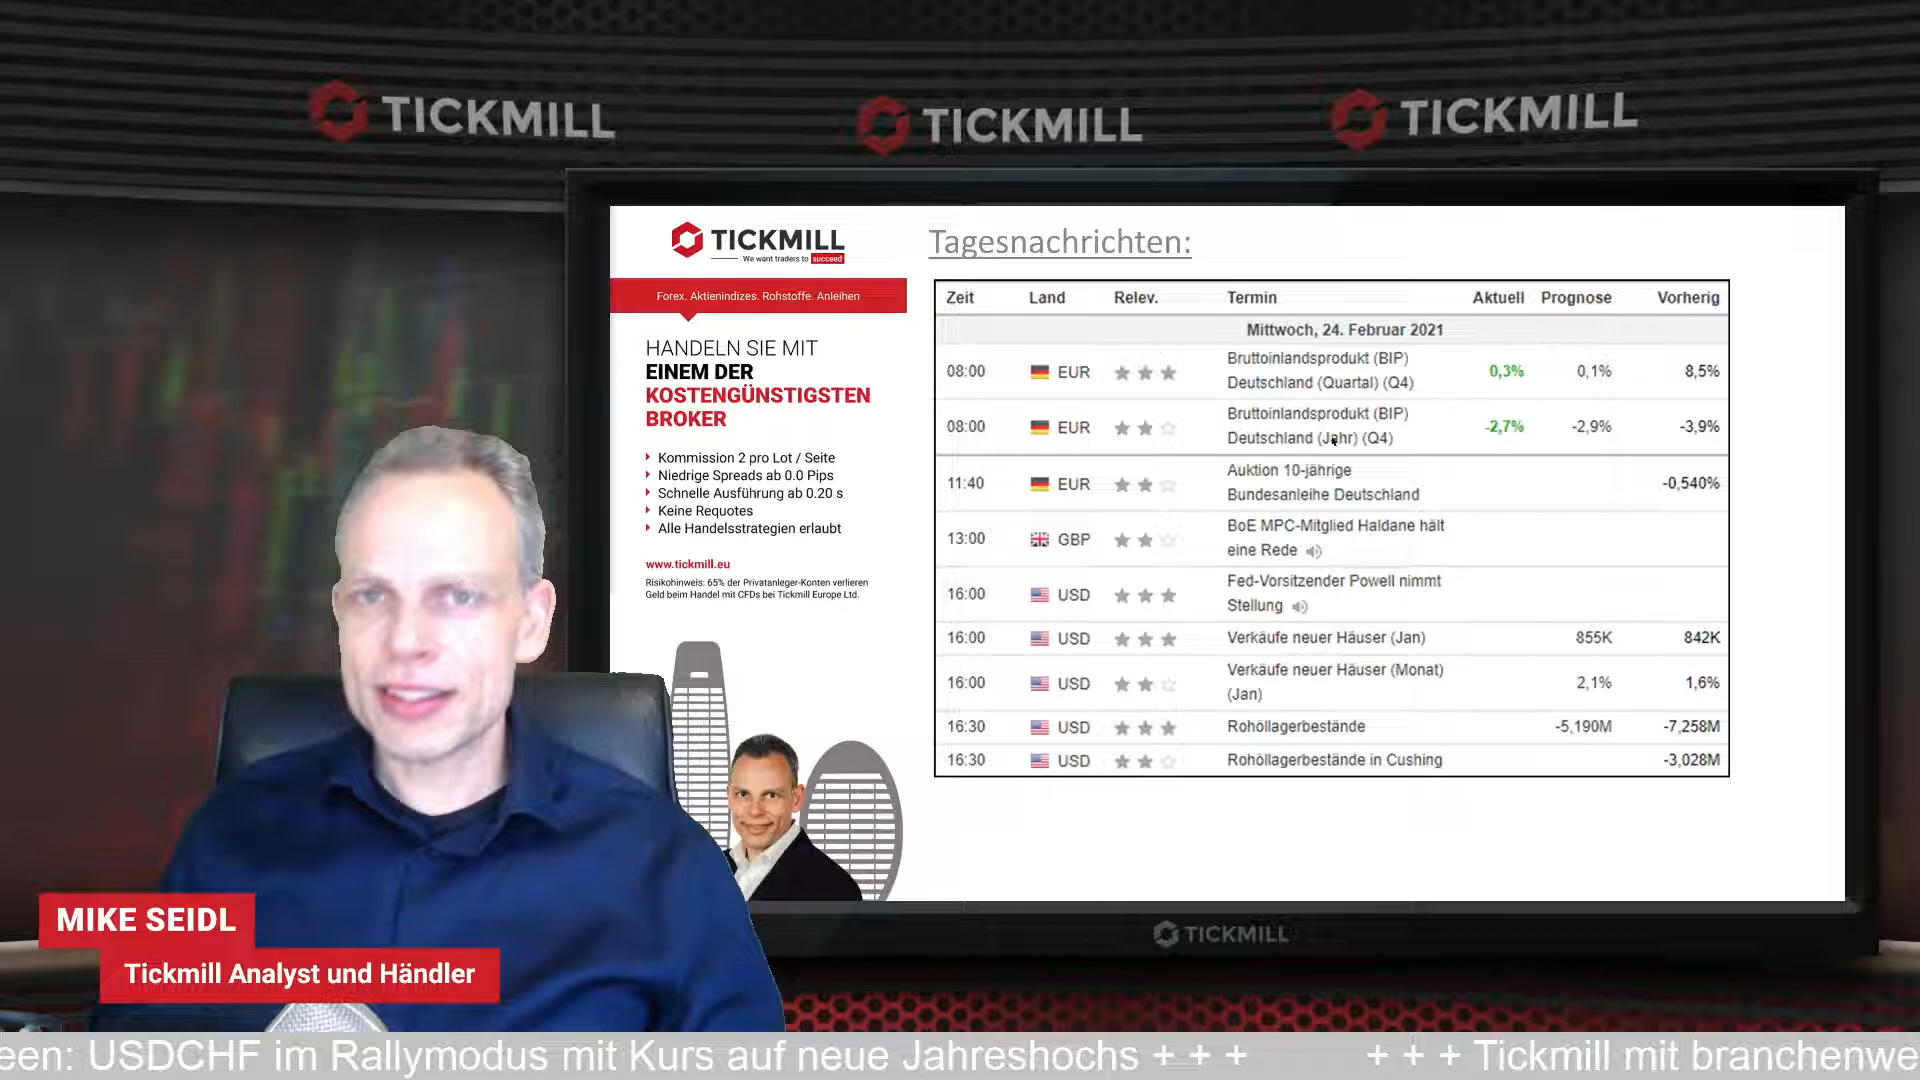 TICKMILL
TICKMILL
TICKMILL
TICKMILL
We want traders to succeed
Forex. Aktienindizes. Rohstoffe. Anleihen
HANDELN SIE MIT
EINEM DER
KOSTENGÜNSTIGSTEN
BROKER
Kommission 2 pro Lot / Seite
Niedrige Spreads ab 0.0 Pips
Schnelle Ausführung ab 0.20 s
Keine Requotes
Alle Handelsstrategien erlaubt
www.tickmill.eu
Risikohinweis: 65% der Privatanleger-Konten verlieren
Geld beim Handel mit CFDs bei Tickmill Europe Ltd.
Tagesnachrichten:
Zeit Land Relev. Termin Aktuell Prognose Vorherig
Mittwoch, 24. Februar 2021
08:00 EUR Bruttoinlandsprodukt (BIP) 0,3% 0,1% 8,5%
Deutschland (Quartal) (Q4)
08:00 EUR Bruttoinlandsprodukt (BIP) -2,7% -2,9% -3,9%
Deutschland (Jahr) (Q4)
11:40 EUR Auktion 10-jährige -0,540%
Bundesanleihe Deutschland
13:00 GBP BoE MPC-Mitglied Haldane hält
eine Rede
16:00 USD Fed-Vorsitzender Powell nimmt
Stellung
16:00 USD Verkäufe neuer Häuser (Jan) 855K 842K
16:00 USD Verkäufe neuer Häuser (Monat) 2,1% 1,6%
(Jan)
16:30 USD Rohöllagerbestände -5,190M -7,258M
16:30 USD Rohöllagerbestände in Cushing -3,028M
TICKMILL
MIKE SEIDL
Tickmill Analyst und Händler
een: USDCHF im Rallymodus mit Kurs auf neue Jahreshochs + + + + + + Tickmill mit branchenwe